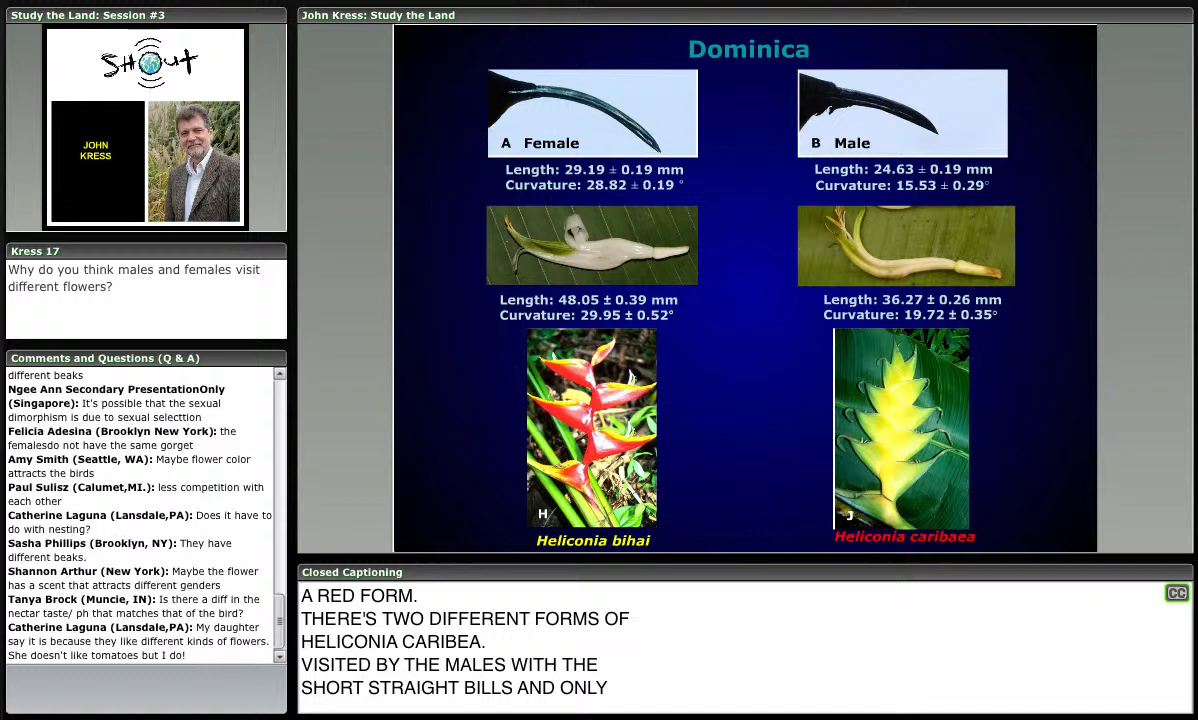 Study the Land: Session #3
SHOUT
JOHN
KRESS
Kress 17
Why do you think males and females visit
different flowers?
Comments and Questions (Q & A)
different beaks
Ngee Ann Secondary PresentationOnly
(Singapore): It's possible that the sexual
dimorphism is due to sexual selecttion
Felicia Adesina (Brooklyn New York): the
femalesdo not have the same gorget
Amy Smith (Seattle, WA): Maybe flower color
attracts the birds
Paul Sulisz (Calumet,MI.): less competition with
each other
Catherine Laguna (Lansdale,PA): Does it have to
do with nesting?
Sasha Phillips (Brooklyn, NY): They have
different beaks.
Shannon Arthur (New York): Maybe the flower
has a scent that attracts different genders
Tanya Brock (Muncie, IN): Is there a diff in the
nectar taste/ ph that matches that of the bird?
Catherine Laguna (Lansdale,PA): My daughter
say it is because they like different kinds of flowers.
She doesn't like tomatoes but I do!
John Kress: Study the Land
Dominica
A Female
Length: 29.19 ± 0.19 mm
Curvature: 28.82 ± 0.19 °
B Male
Length: 24.63 ± 0.19 mm
Curvature: 15.53 ± 0.29°
Length: 48.05 ± 0.39 mm
Curvature: 29.95 ± 0.52°
Length: 36.27 ± 0.26 mm
Curvature: 19.72 ± 0.35°
H
Heliconia bihai
J
Heliconia caribaea
Closed Captioning
CC
A RED FORM.
THERE'S TWO DIFFERENT FORMS OF
HELICONIA CARIBEA.
VISITED BY THE MALES WITH THE
SHORT STRAIGHT BILLS AND ONLY